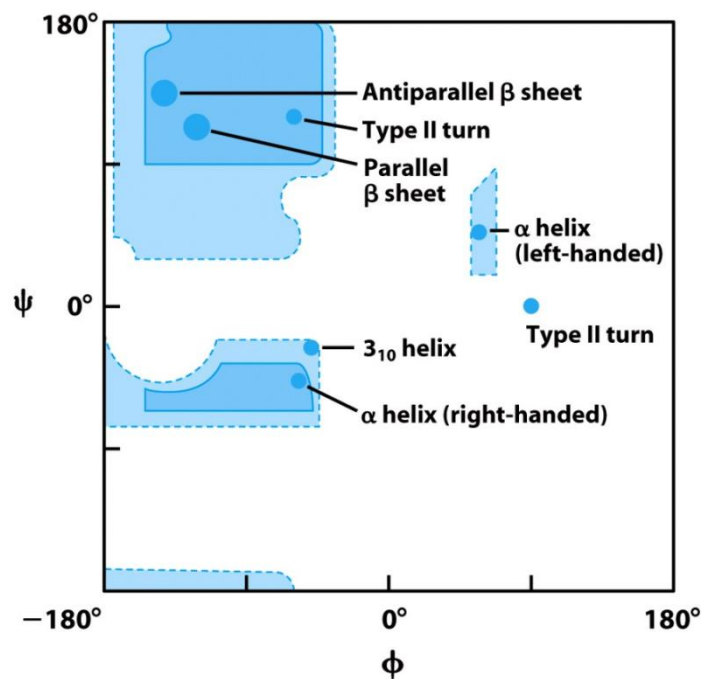 180°
Antiparallel β sheet
Type II turn
Parallel
β sheet
α helix
(left-handed)
ψ
0°
Type II turn
3₁₀ helix
α helix (right-handed)
−180°
0°
180°
ϕ